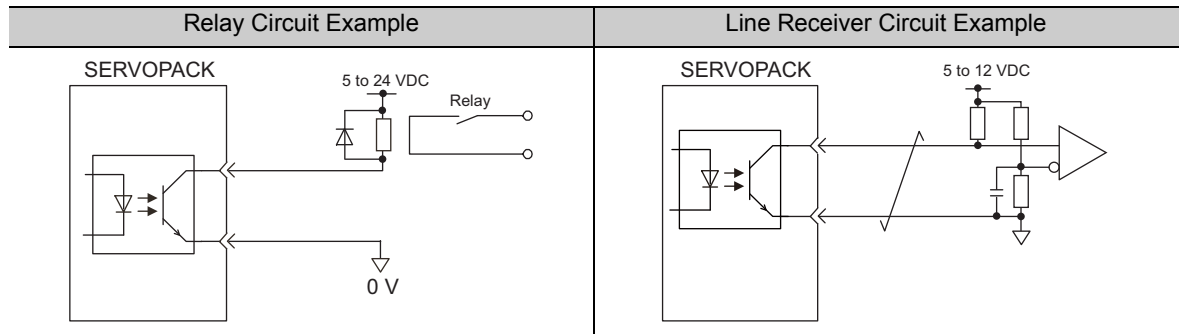 Relay Circuit Example
Line Receiver Circuit Example
SERVOPACK
5 to 24 VDC
Relay
0 V
SERVOPACK
5 to 12 VDC